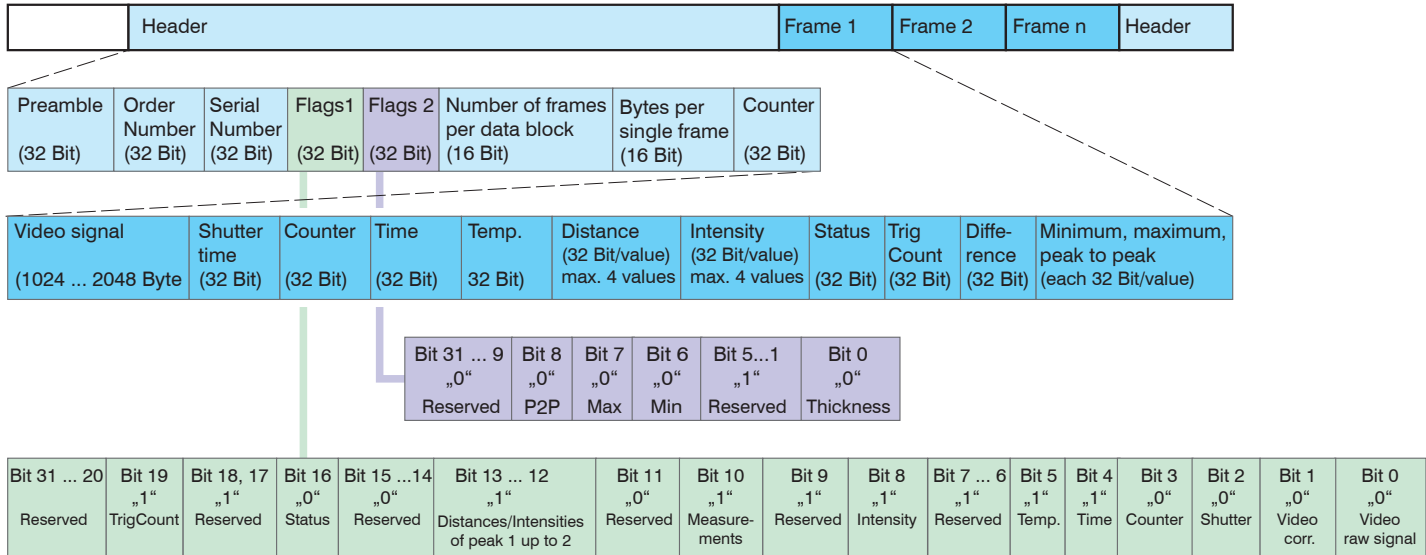 Header Frame 1 Frame 2 Frame n Header
Preamble Order Serial Flags1 Flags 2 Number of frames Bytes per Counter
Number Number per data block single frame
(32 Bit) (32 Bit) (32 Bit) (32 Bit) (32 Bit) (16 Bit) (16 Bit) (32 Bit)
Video signal Shutter Counter Time Temp. Distance Intensity Status Trig Diffe- Minimum, maximum,
time (32 Bit/value) (32 Bit/value) Count rence peak to peak
(1024 ... 2048 Byte (32 Bit) (32 Bit) (32 Bit) 32 Bit) max. 4 values max. 4 values (32 Bit) (32 Bit) (32 Bit) (each 32 Bit/value)
Bit 31 ... 9 Bit 8 Bit 7 Bit 6 Bit 5...1 Bit 0
„0“ „0“ „0“ „0“ „1“ „0“
Reserved P2P Max Min Reserved Thickness
Bit 31 ... 20 Bit 19 Bit 18, 17 Bit 16 Bit 15 ...14 Bit 13 ... 12 Bit 11 Bit 10 Bit 9 Bit 8 Bit 7 ... 6 Bit 5 Bit 4 Bit 3 Bit 2 Bit 1 Bit 0
„1“ „1“ „0“ „0“ „1“ „0“ „1“ „1“ „1“ „1“ „1“ „1“ „0“ „0“ „0“ „0“
Reserved TrigCount Reserved Status Reserved Distances/Intensities Reserved Measure- Reserved Intensity Reserved Temp. Time Counter Shutter Video Video
of peak 1 up to 2 ments corr. raw signal